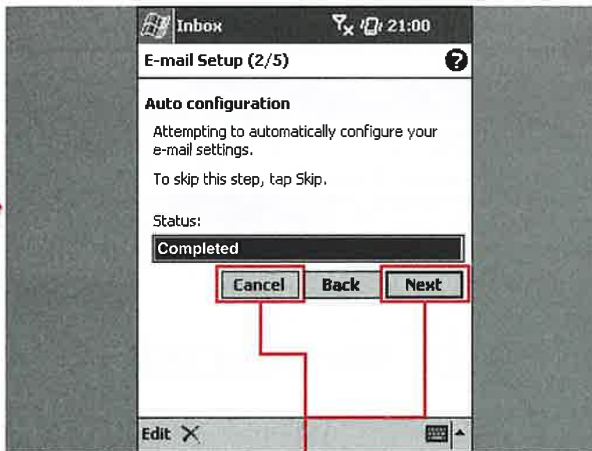 Inbox 21:00
E-mail Setup (2/5)
Auto configuration
Attempting to automatically configure your
e-mail settings.
To skip this step, tap Skip.
Status:
Completed
Cancel Back Next
Edit